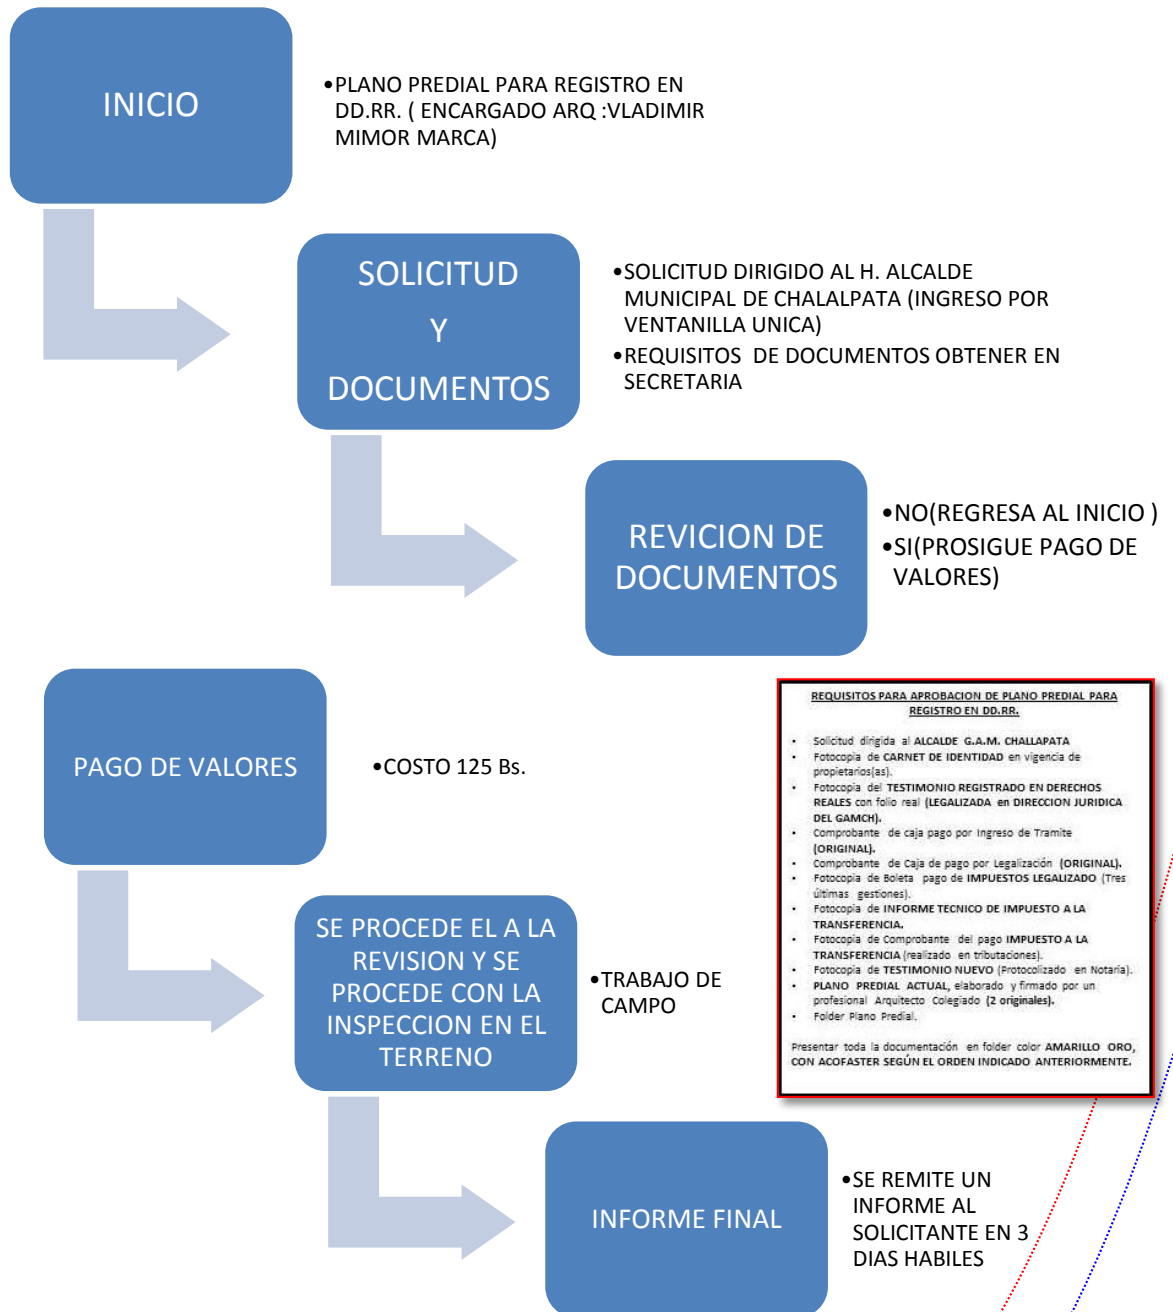 INICIO
•PLANO PREDIAL PARA REGISTRO EN
DD.RR. ( ENCARGADO ARQ :VLADIMIR
MIMOR MARCA)
SOLICITUD
Y
DOCUMENTOS
•SOLICITUD DIRIGIDO AL H. ALCALDE
MUNICIPAL DE CHALALPATA (INGRESO POR
VENTANILLA UNICA)
•REQUISITOS DE DOCUMENTOS OBTENER EN
SECRETARIA
REVICION DE
DOCUMENTOS
•NO(REGRESA AL INICIO )
•SI(PROSIGUE PAGO DE
VALORES)
PAGO DE VALORES
•COSTO 125 Bs.
REQUISITOS PARA APROBACION DE PLANO PREDIAL PARA
REGISTRO EN DD.RR.
• Solicitud dirigida al ALCALDE G.A.M. CHALLAPATA
• Fotocopia de CARNET DE IDENTIDAD en vigencia de
propietarios(as).
• Fotocopia del TESTIMONIO REGISTRADO EN DERECHOS
REALES con folio real (LEGALIZADA en DIRECCION JURIDICA
DEL GAMCH).
• Comprobante de caja pago por Ingreso de Tramite
(ORIGINAL).
• Comprobante de Caja de pago por Legalización (ORIGINAL).
• Fotocopia de Boleta pago de IMPUESTOS LEGALIZADO (Tres
últimas gestiones).
• Fotocopia de INFORME TECNICO DE IMPUESTO A LA
TRANSFERENCIA.
• Fotocopia de Comprobante del pago IMPUESTO A LA
TRANSFERENCIA (realizado en tributaciones).
• Fotocopia de TESTIMONIO NUEVO (Protocolizado en Notaria).
• PLANO PREDIAL ACTUAL, elaborado y firmado por un
profesional Arquitecto Colegiado (2 originales).
• Folder Plano Predial.
Presentar toda la documentación en folder color AMARILLO ORO,
CON ACOFASTER SEGÚN EL ORDEN INDICADO ANTERIORMENTE.
SE PROCEDE EL A LA
REVISION Y SE
PROCEDE CON LA
INSPECCION EN EL
TERRENO
•TRABAJO DE
CAMPO
INFORME FINAL
•SE REMITE UN
INFORME AL
SOLICITANTE EN 3
DIAS HABILES